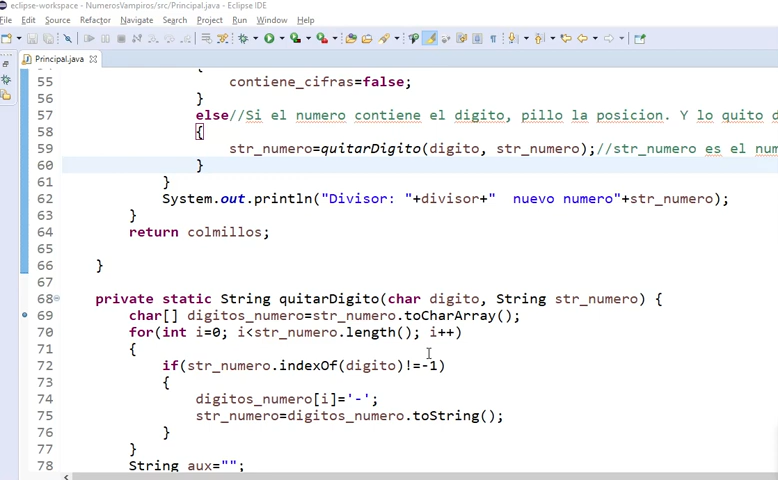 eclipse-workspace - NumerosVampiros/src/Principal.java - Eclipse IDE
File Edit Source Refactor Navigate Search Project Run Window Help
Principal.java
55 contiene_cifras=false;
56 }
57 else//Si el numero contiene el digito, pillo la posicion. Y lo quito d
58 {
59 str_numero=quitarDigito(digito, str_numero);//str_numero es el num
60 }
61 }
62 System.out.println("Divisor: "+divisor+" nuevo numero"+str_numero);
63 }
64 return colmillos;
65
66 }
67
68 private static String quitarDigito(char digito, String str_numero) {
69 char[] digitos_numero=str_numero.toCharArray();
70 for(int i=0; i<str_numero.length(); i++)
71 {
72 if(str_numero.indexOf(digito)!=-1)
73 {
74 digitos_numero[i]='-';
75 str_numero=digitos_numero.toString();
76 }
77 }
78 String aux="";